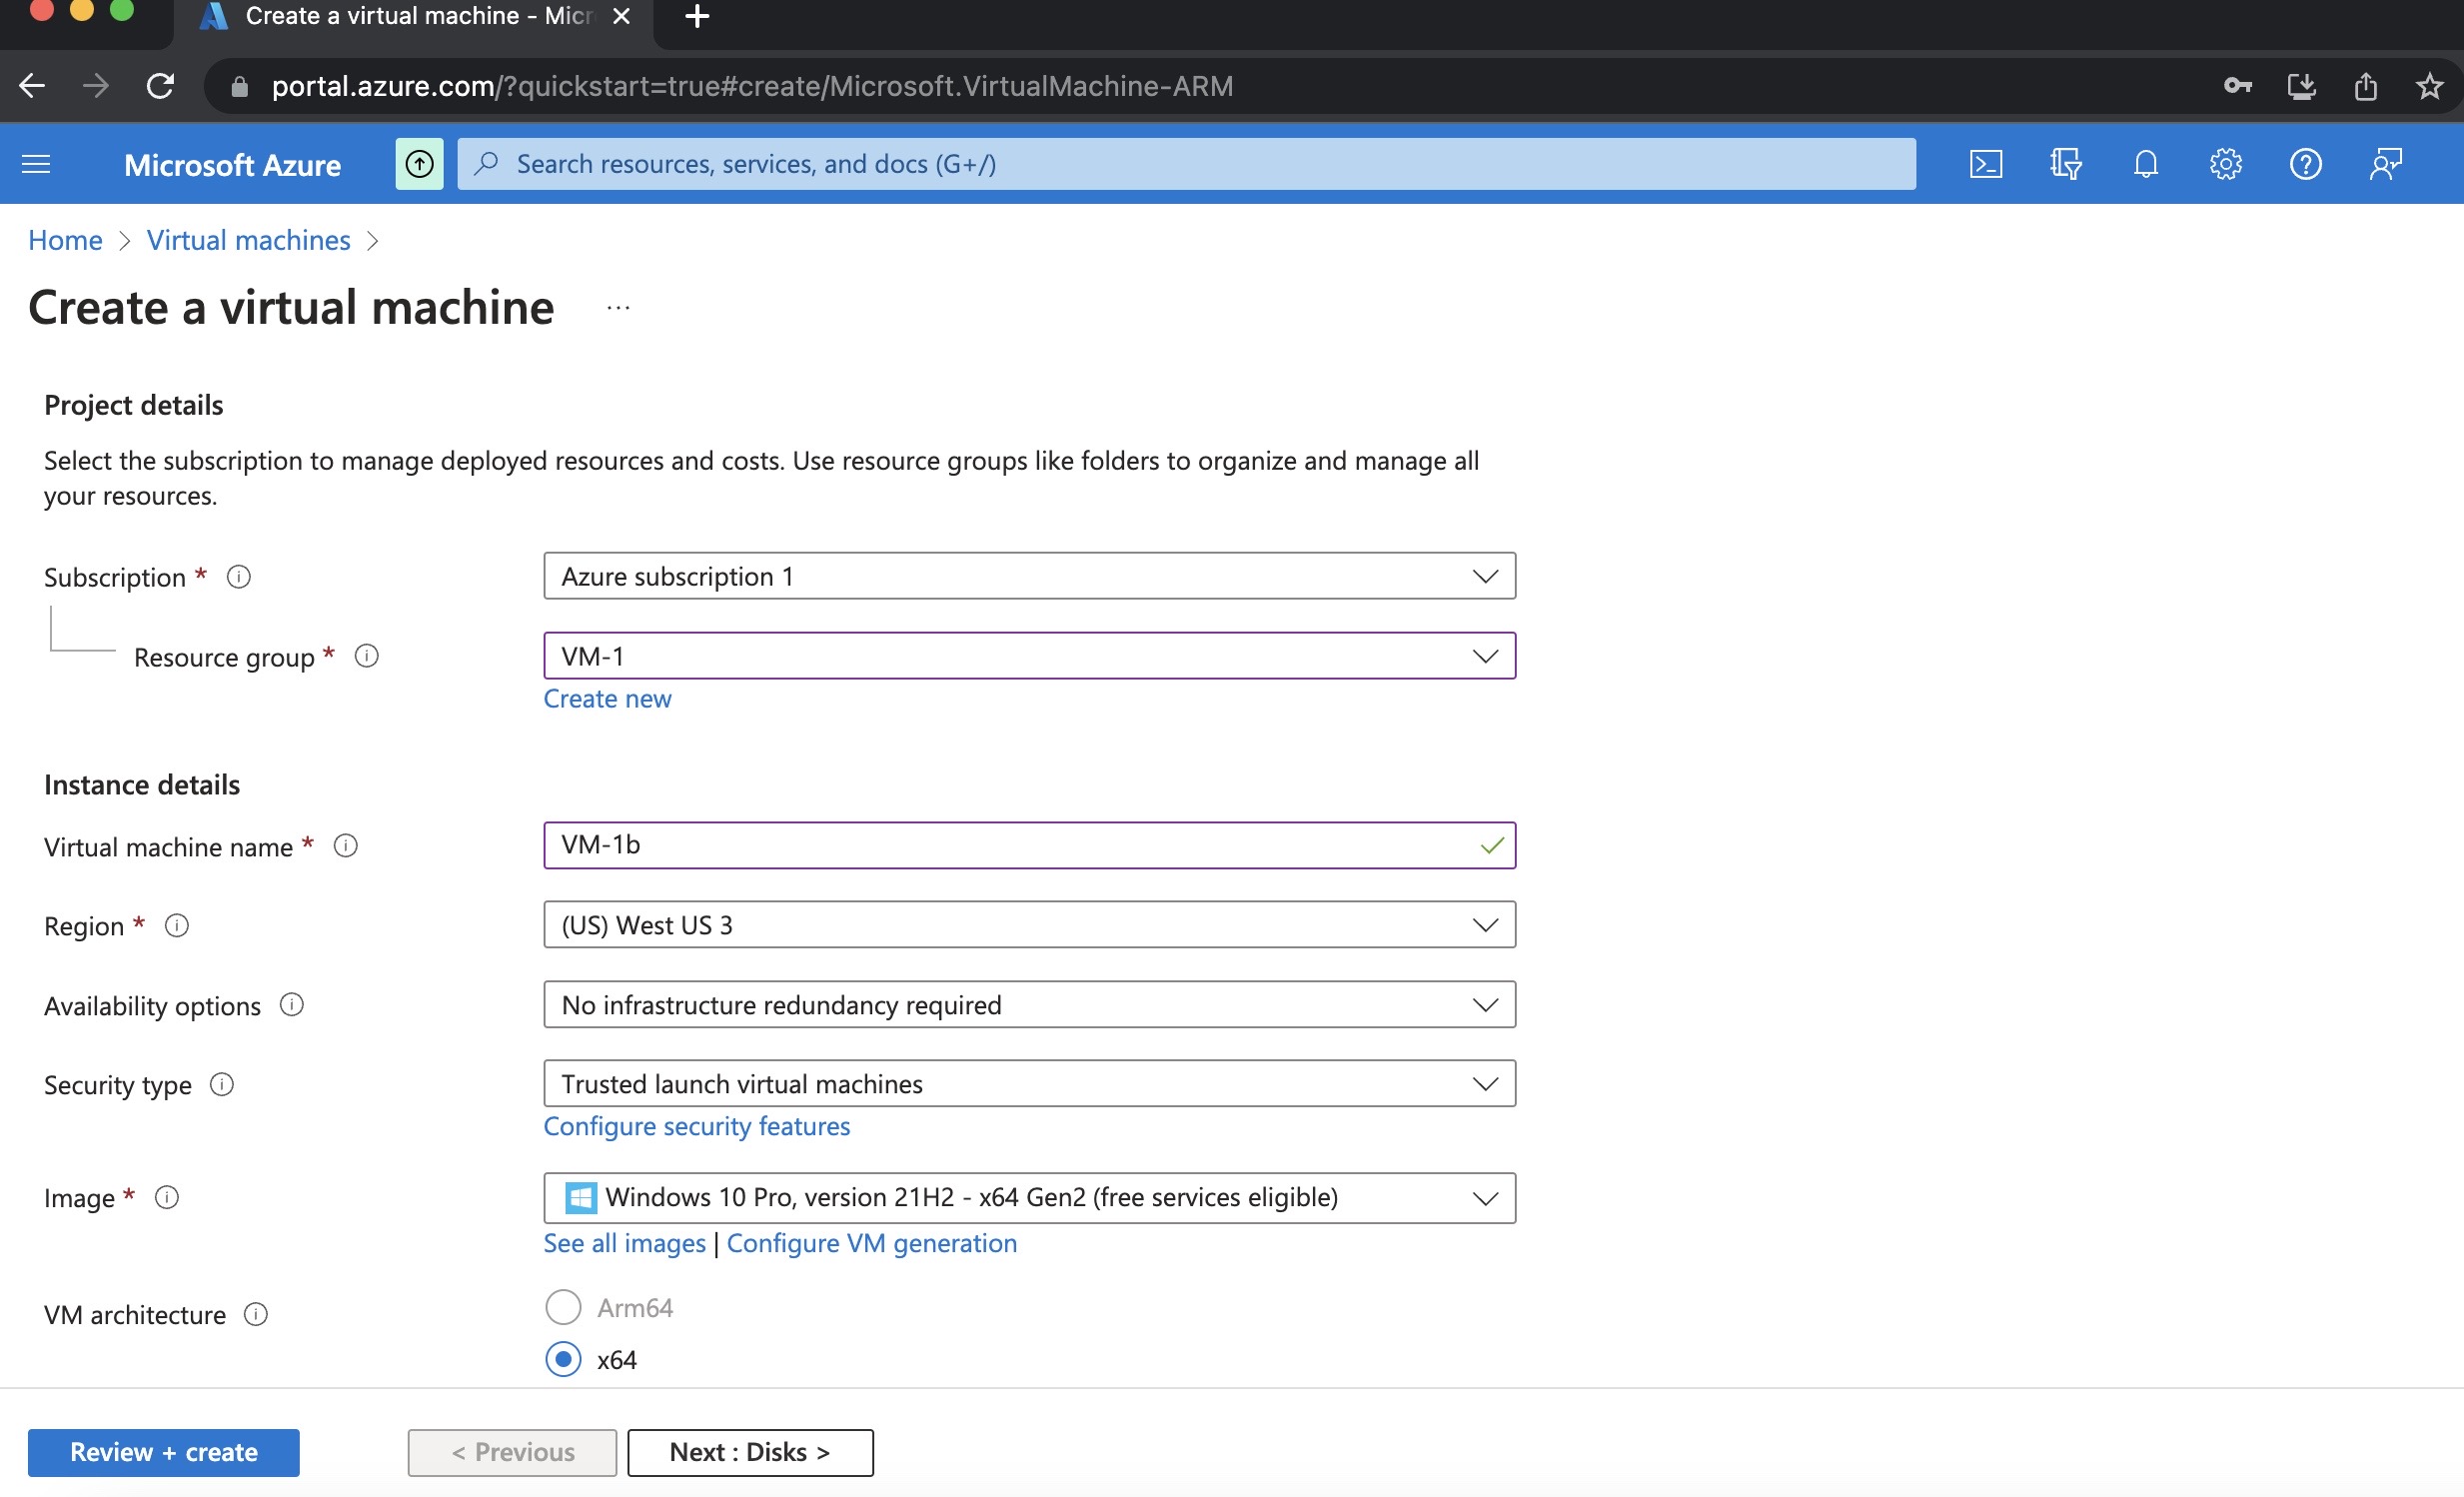 Create a virtual machine - Micr
portal.azure.com/?quickstart=true#create/Microsoft.VirtualMachine-ARM
Microsoft Azure
Search resources, services, and docs (G+/)
Home > Virtual machines >
Create a virtual machine ...
Project details
Select the subscription to manage deployed resources and costs. Use resource groups like folders to organize and manage all
your resources.
Subscription * Azure subscription 1
Resource group * VM-1
Create new
Instance details
Virtual machine name * VM-1b
Region * (US) West US 3
Availability options No infrastructure redundancy required
Security type Trusted launch virtual machines
Configure security features
Image * Windows 10 Pro, version 21H2 - x64 Gen2 (free services eligible)
See all images | Configure VM generation
VM architecture Arm64
x64
Review + create < Previous Next : Disks >